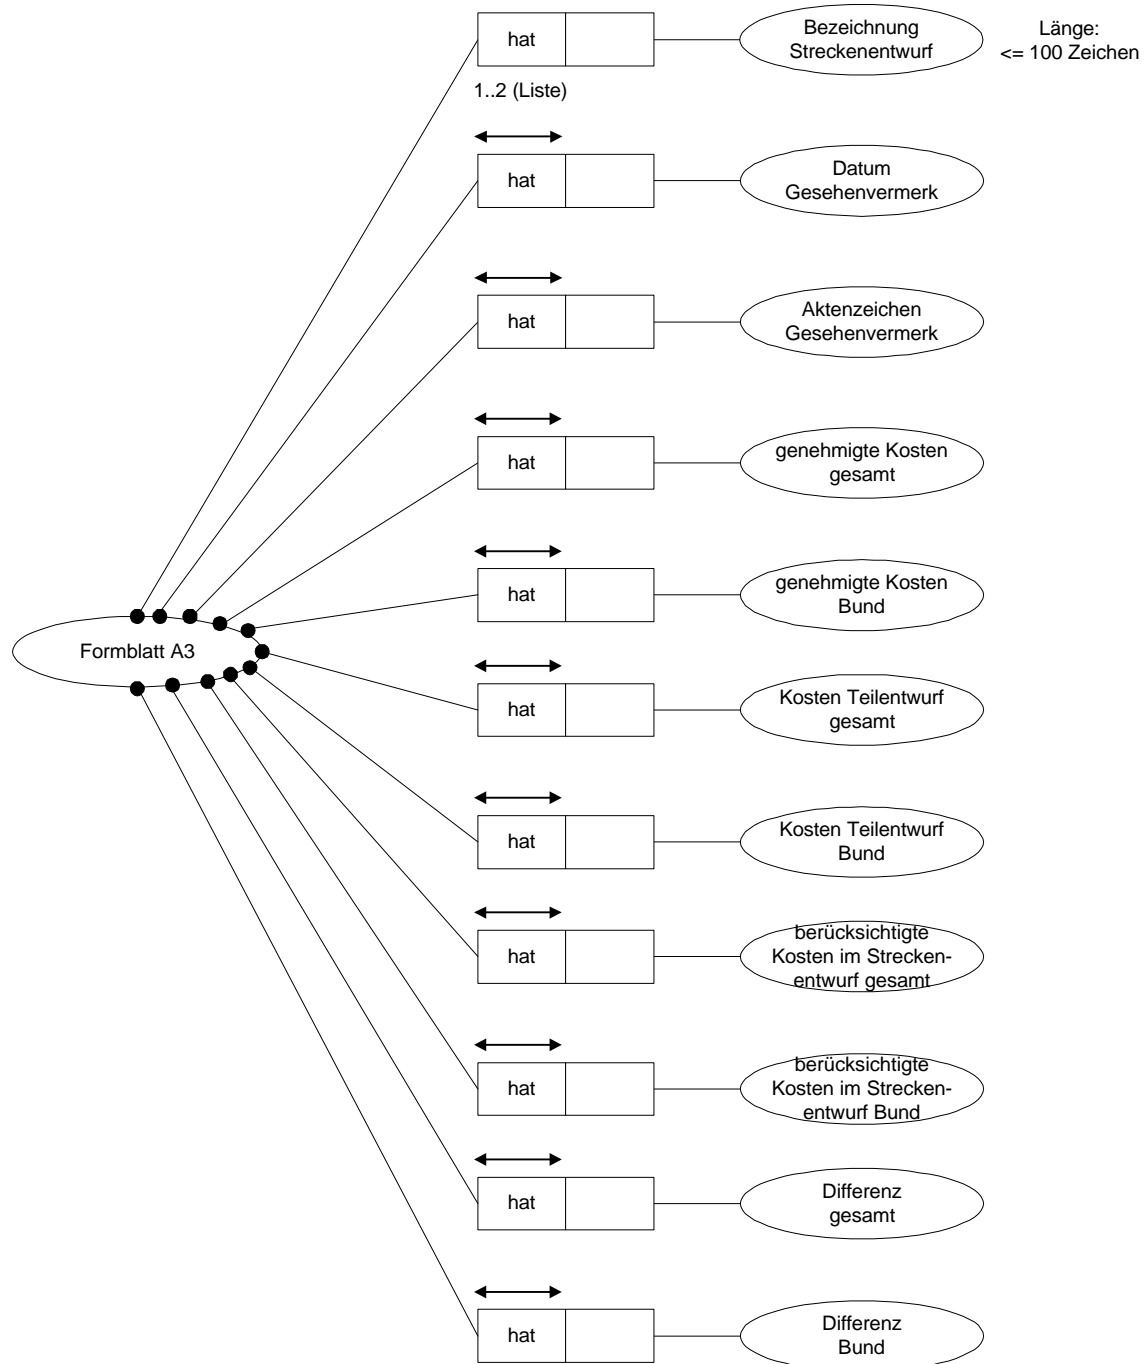 hat
Bezeichnung
Streckenentwurf
Länge:
<= 100 Zeichen
1..2 (Liste)
hat
Datum
Gesehenvermerk
hat
Aktenzeichen
Gesehenvermerk
hat
genehmigte Kosten
gesamt
hat
genehmigte Kosten
Bund
Formblatt A3
hat
Kosten Teilentwurf
gesamt
hat
Kosten Teilentwurf
Bund
hat
berücksichtigte
Kosten im Strecken-
entwurf gesamt
hat
berücksichtigte
Kosten im Strecken-
entwurf Bund
hat
Differenz
gesamt
hat
Differenz
Bund